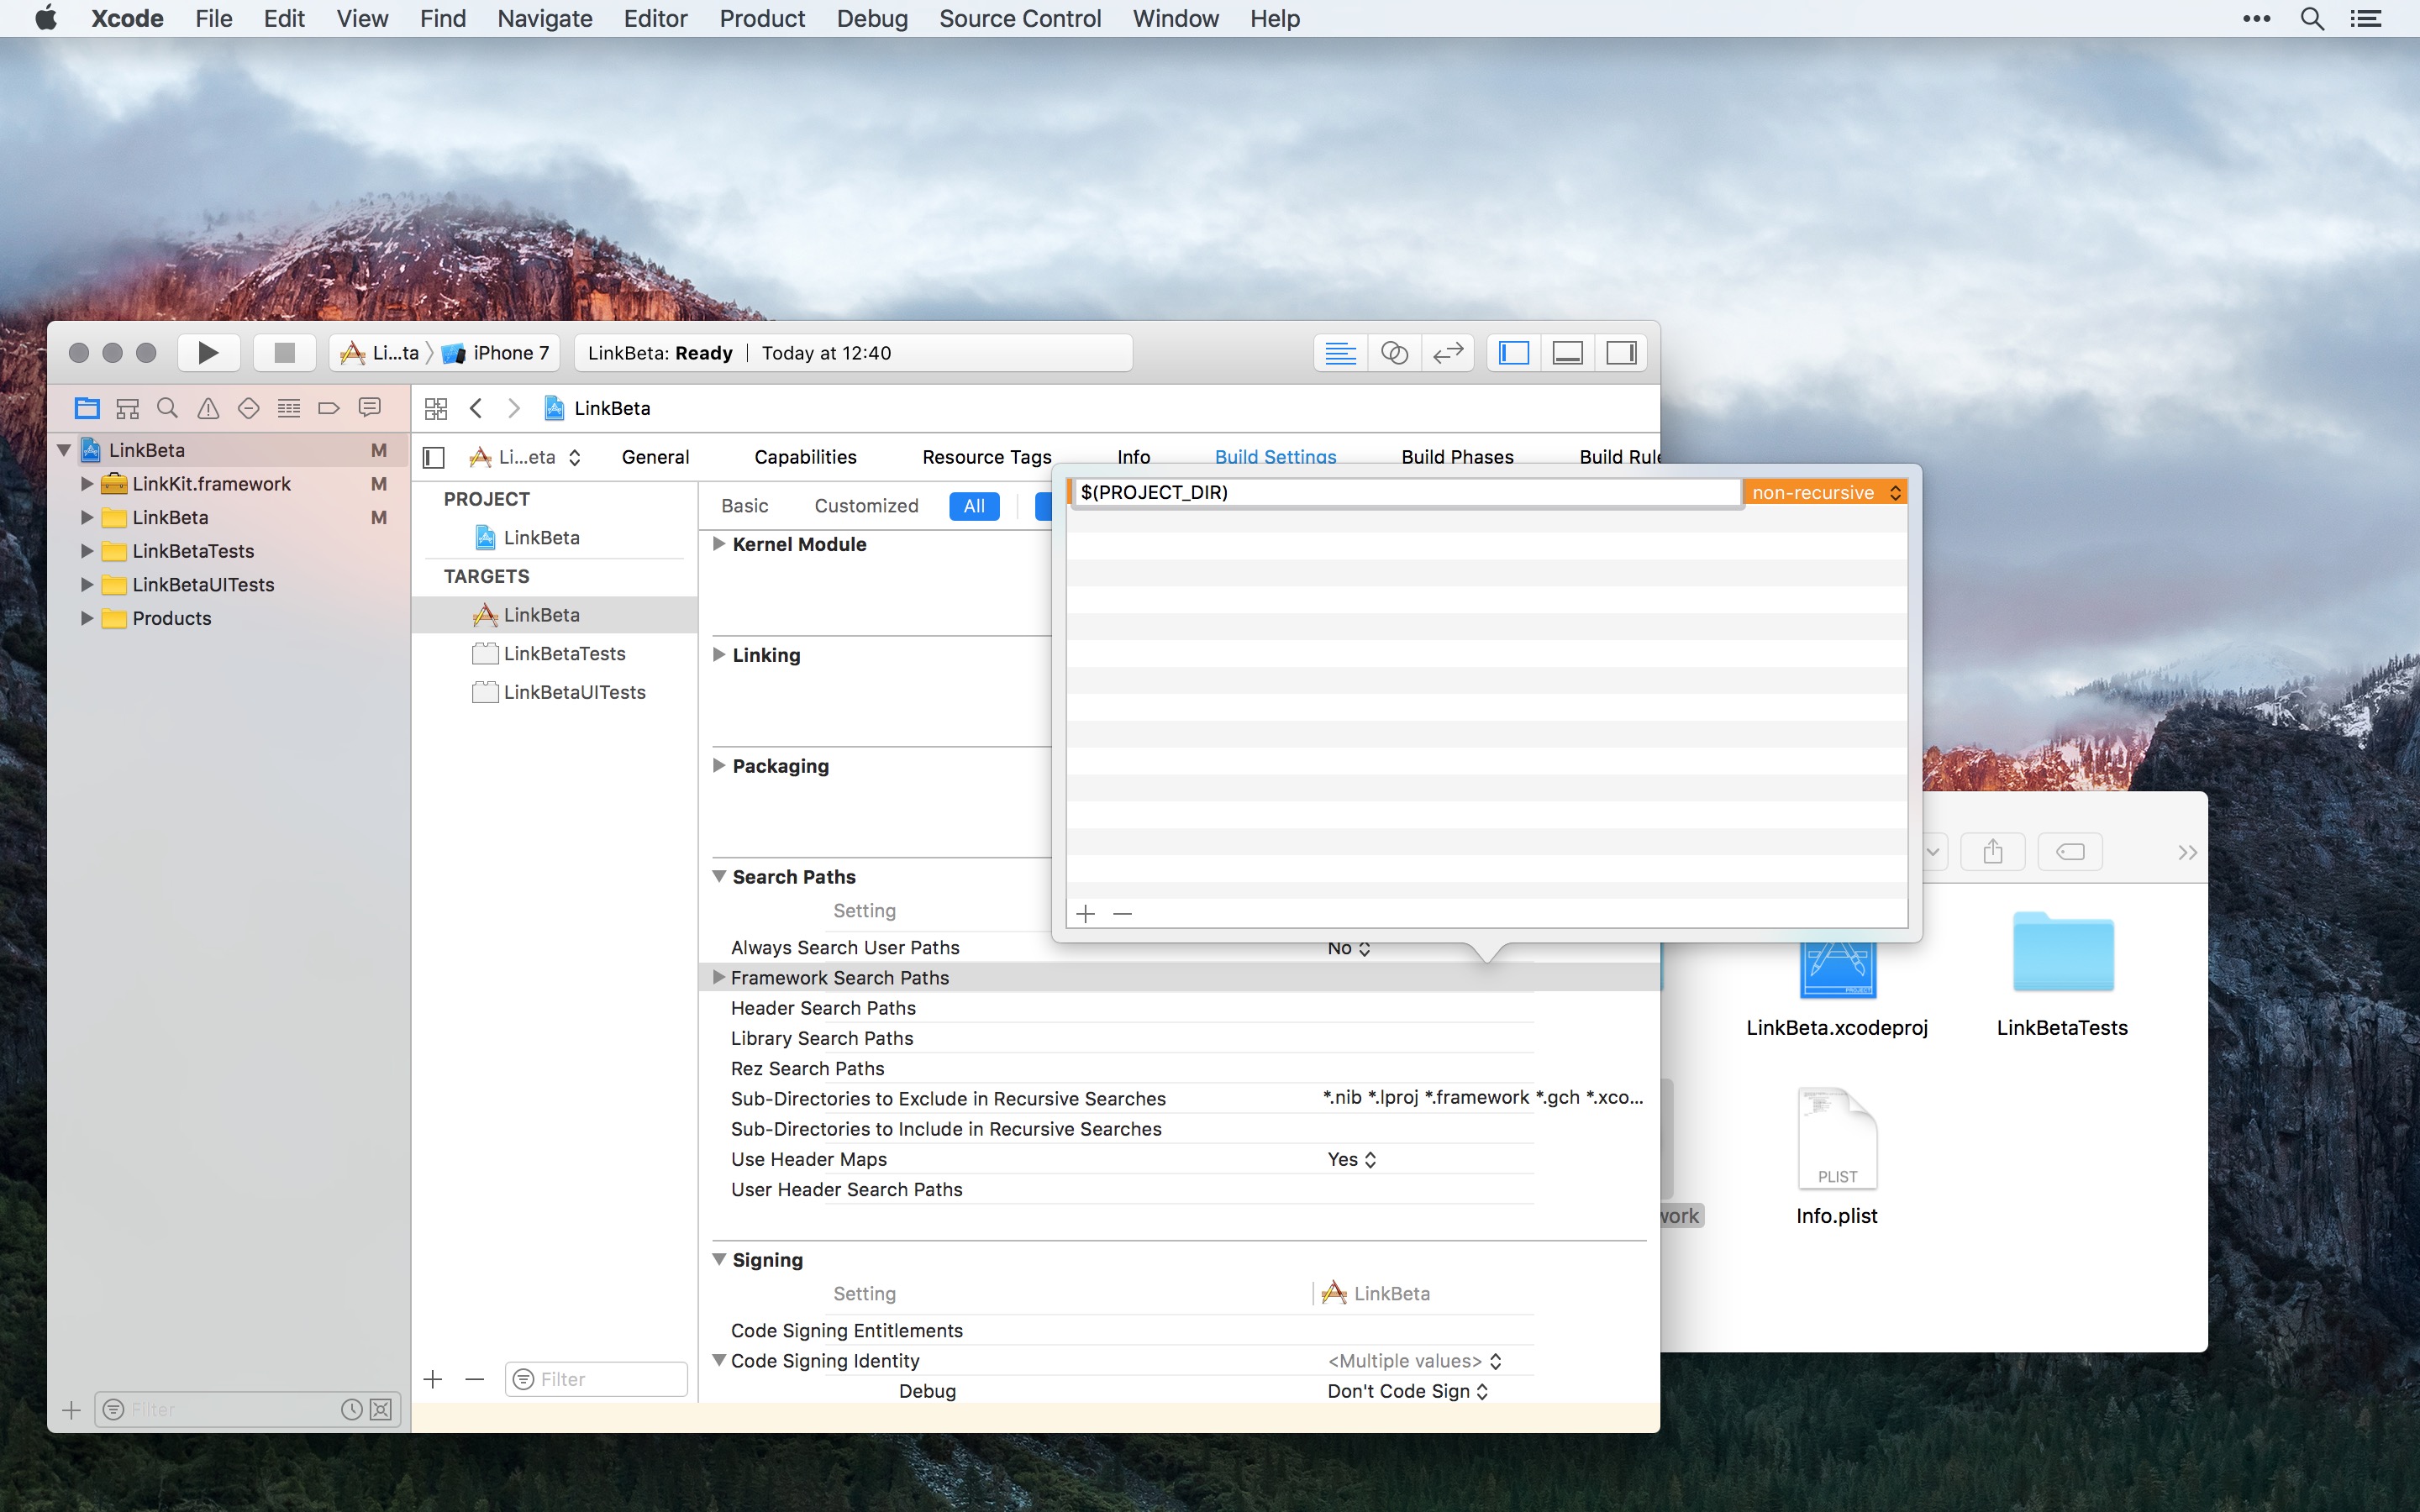 Xcode File Edit View Find Navigate Editor Product Debug Source Control Window Help
Li...ta iPhone 7 LinkBeta: Ready | Today at 12:40
LinkBeta
LinkBeta M
LinkKit.framework M
LinkBeta M
LinkBetaTests
LinkBetaUITests
Products
Filter
Li...eta General Capabilities Resource Tags Info Build Settings Build Phases Build Rule
PROJECT
LinkBeta
TARGETS
LinkBeta
LinkBetaTests
LinkBetaUITests
Filter
Basic Customized All
$(PROJECT_DIR) non-recursive
Kernel Module
Linking
Packaging
Search Paths
Setting
Always Search User Paths No
Framework Search Paths
Header Search Paths
Library Search Paths
Rez Search Paths
Sub-Directories to Exclude in Recursive Searches *.nib *.lproj *.framework *.gch *.xco...
Sub-Directories to Include in Recursive Searches
Use Header Maps Yes
User Header Search Paths
Signing
Setting LinkBeta
Code Signing Entitlements
Code Signing Identity <Multiple values>
Debug Don't Code Sign
PROJECT
LinkBeta.xcodeproj LinkBetaTests
PLIST
work Info.plist